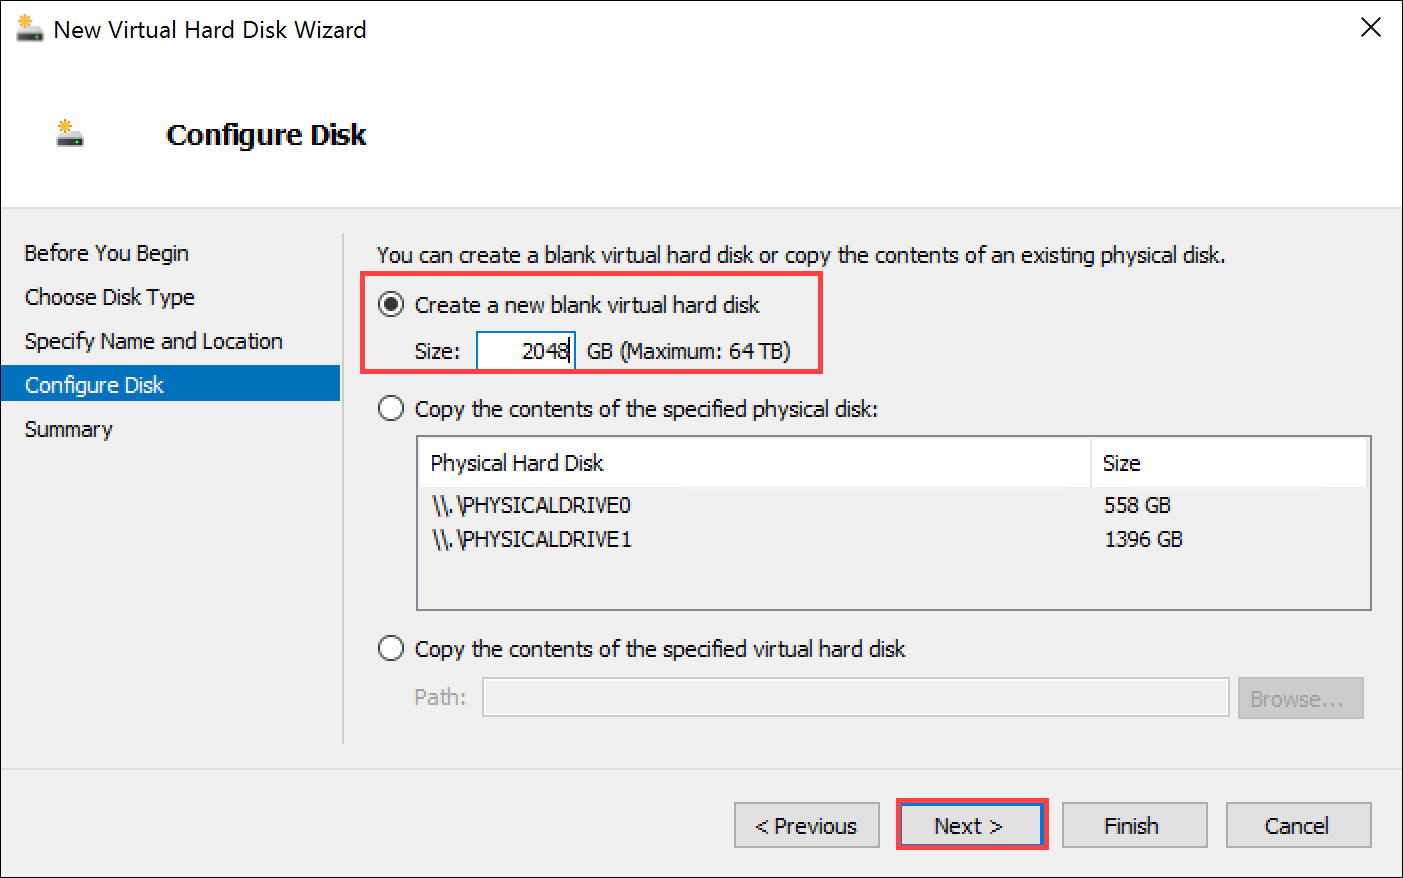 New Virtual Hard Disk Wizard
Configure Disk
Before You Begin
Choose Disk Type
Specify Name and Location
Configure Disk
Summary
You can create a blank virtual hard disk or copy the contents of an existing physical disk.
Create a new blank virtual hard disk
Size: 2048 GB (Maximum: 64 TB)
Copy the contents of the specified physical disk:
Physical Hard Disk Size
\\.\PHYSICALDRIVE0 558 GB
\\.\PHYSICALDRIVE1 1396 GB
Copy the contents of the specified virtual hard disk
Path: Browse...
< Previous Next > Finish Cancel